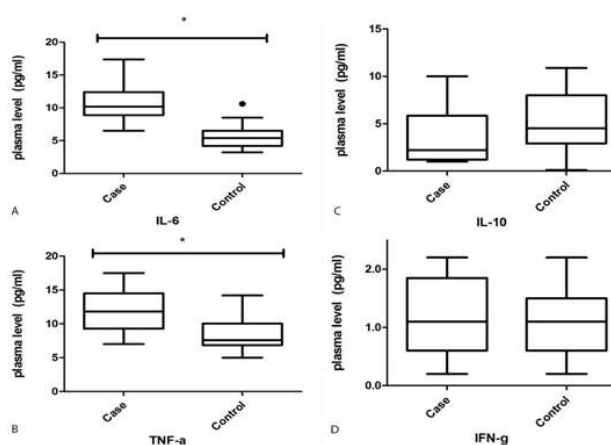 *
20
15
10
5
0
plasma level (pg/ml)
Case
Control
A
IL-6
15
10
5
0
plasma level (pg/ml)
Case
Control
C
IL-10
*
20
15
10
5
0
plasma level (pg/ml)
Case
Control
B
TNF-a
2.0
1.0
0.0
plasma level (pg/ml)
Case
Control
D
IFN-g